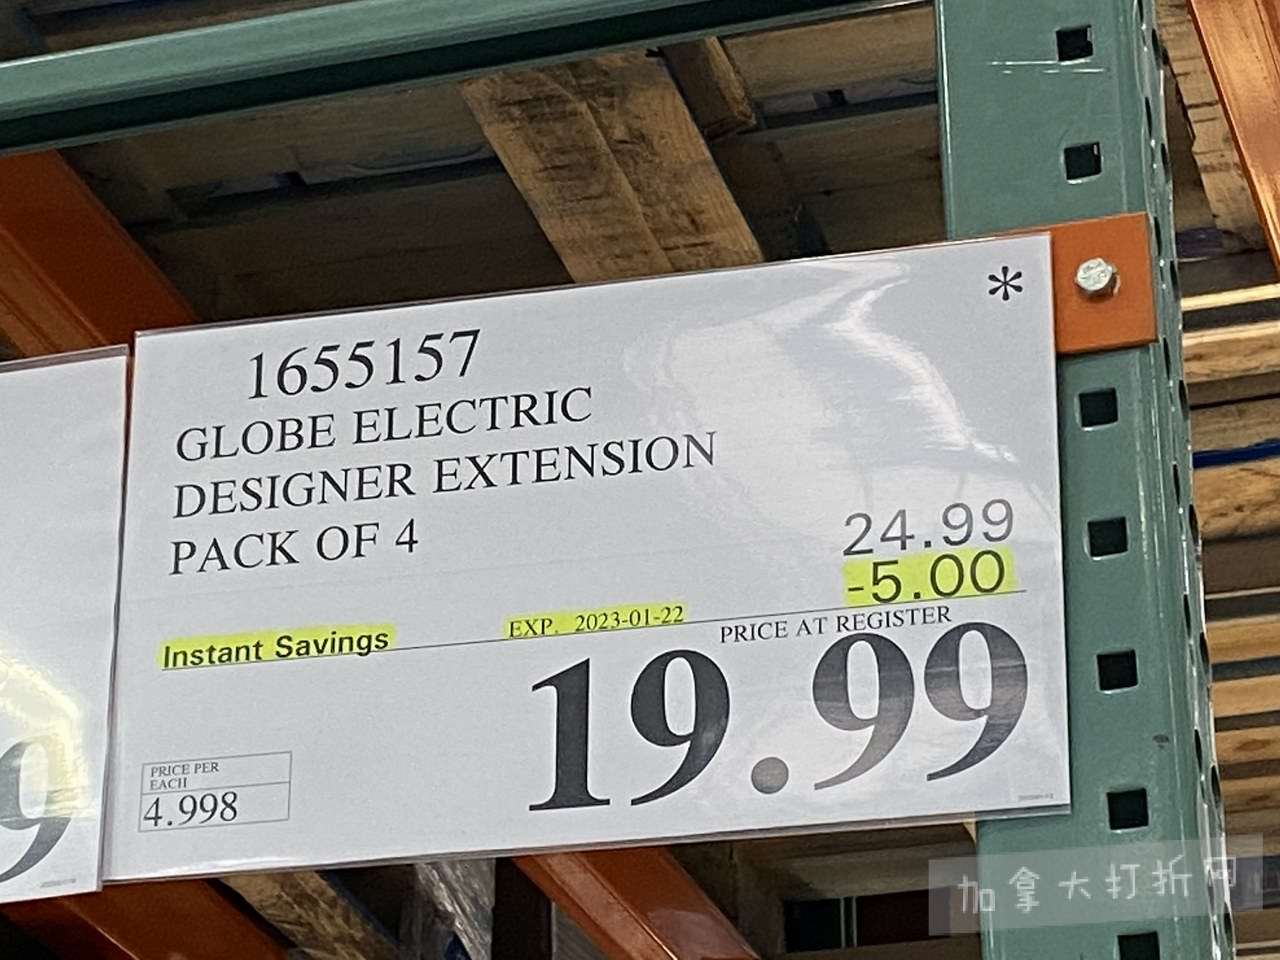 *
1655157
GLOBE ELECTRIC
DESIGNER EXTENSION
PACK OF 4
24.99
-5.00
Instant Savings EXP. 2023-01-22
PRICE AT REGISTER
19.99
PRICE PER
EACH
4.998
9
加拿大打折网